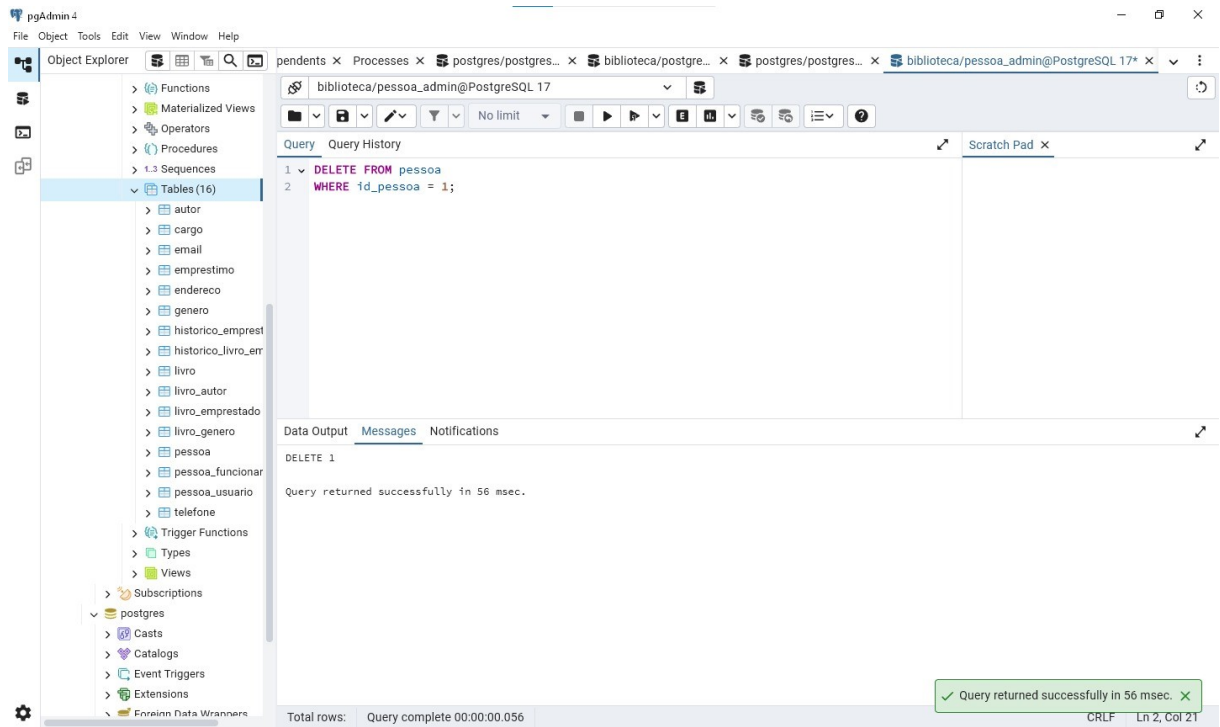 pgAdmin 4
File Object Tools Edit View Window Help
Object Explorer
pendents Processes postgres/postgres... biblioteca/postgre... postgres/postgres... biblioteca/pessoa_admin@PostgreSQL 17*
biblioteca/pessoa_admin@PostgreSQL 17
No limit
E
Query Query History
Scratch Pad
1 DELETE FROM pessoa
2 WHERE id_pessoa = 1;
Functions
Materialized Views
Operators
Procedures
1..3 Sequences
Tables (16)
autor
cargo
email
emprestimo
endereco
genero
historico_emprest
historico_livro_em
livro
livro_autor
livro_emprestado
livro_genero
pessoa
pessoa_funcionar
pessoa_usuario
telefone
Trigger Functions
Types
Views
Subscriptions
postgres
Casts
Catalogs
Event Triggers
Extensions
Foreign Data Wrappers
Data Output Messages Notifications
DELETE 1
Query returned successfully in 56 msec.
Query returned successfully in 56 msec.
Total rows: Query complete 00:00:00.056
CRLF Ln 2, Col 21